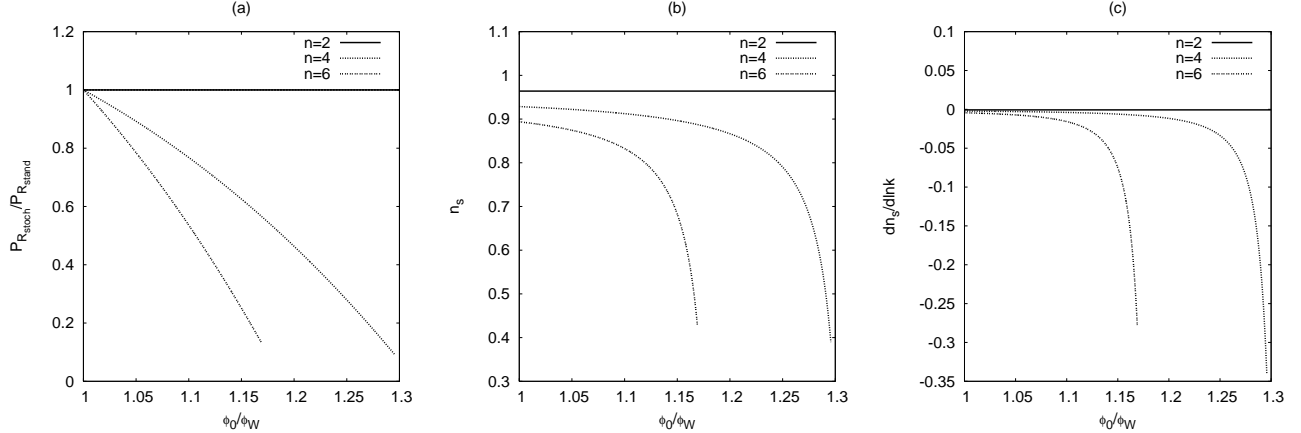 (a)
P_R_stoch/P_R_stand
1.2
1
0.8
0.6
0.4
0.2
0
n=2
n=4
n=6
1 1.05 1.1 1.15 1.2 1.25 1.3
ϕ0/ϕW
(b)
n_s
1.1
1
0.9
0.8
0.7
0.6
0.5
0.4
0.3
n=2
n=4
n=6
1 1.05 1.1 1.15 1.2 1.25 1.3
ϕ0/ϕW
(c)
dn_s/dlnk
0.1
0.05
0
-0.05
-0.1
-0.15
-0.2
-0.25
-0.3
-0.35
n=2
n=4
n=6
1 1.05 1.1 1.15 1.2 1.25 1.3
ϕ0/ϕW